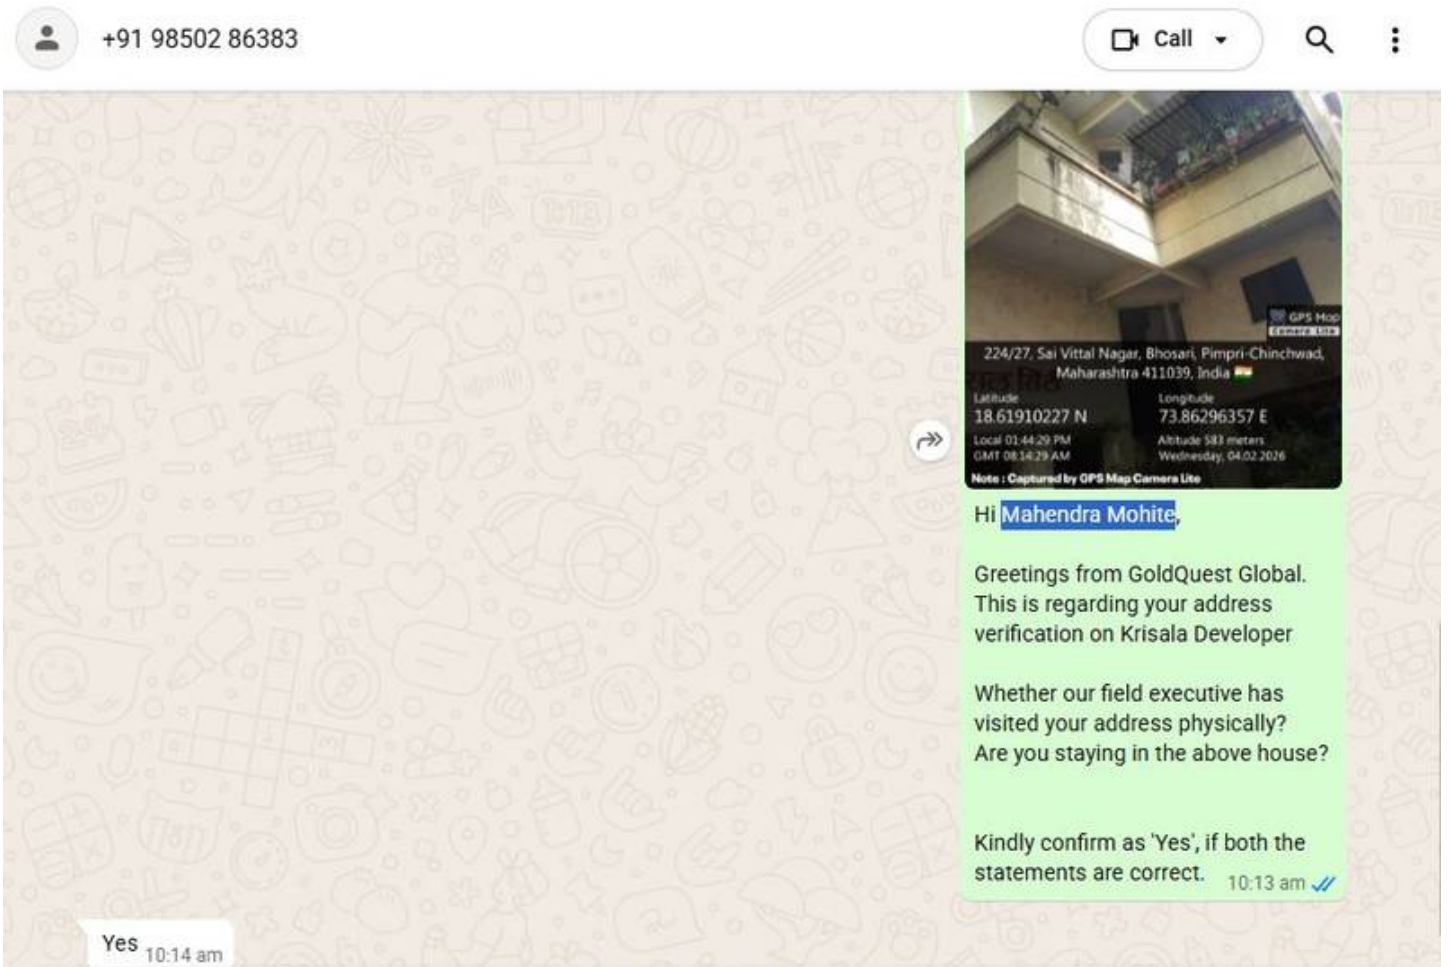 +91 98502 86383
Call
GPS Map
Camera Lite
224/27, Sai Vittal Nagar, Bhosari, Pimpri-Chinchwad,
Maharashtra 411039, India
Latitude
18.61910227 N
Longitude
73.86296357 E
Local 01:44:29 PM
GMT 08:14:29 AM
Altitude 583 meters
Wednesday, 04.02.2026
Note : Captured by GPS Map Camera Lite
Hi Mahendra Mohite,
Greetings from GoldQuest Global.
This is regarding your address
verification on Krisala Developer
Whether our field executive has
visited your address physically?
Are you staying in the above house?
Kindly confirm as 'Yes', if both the
statements are correct.
10:13 am
Yes
10:14 am